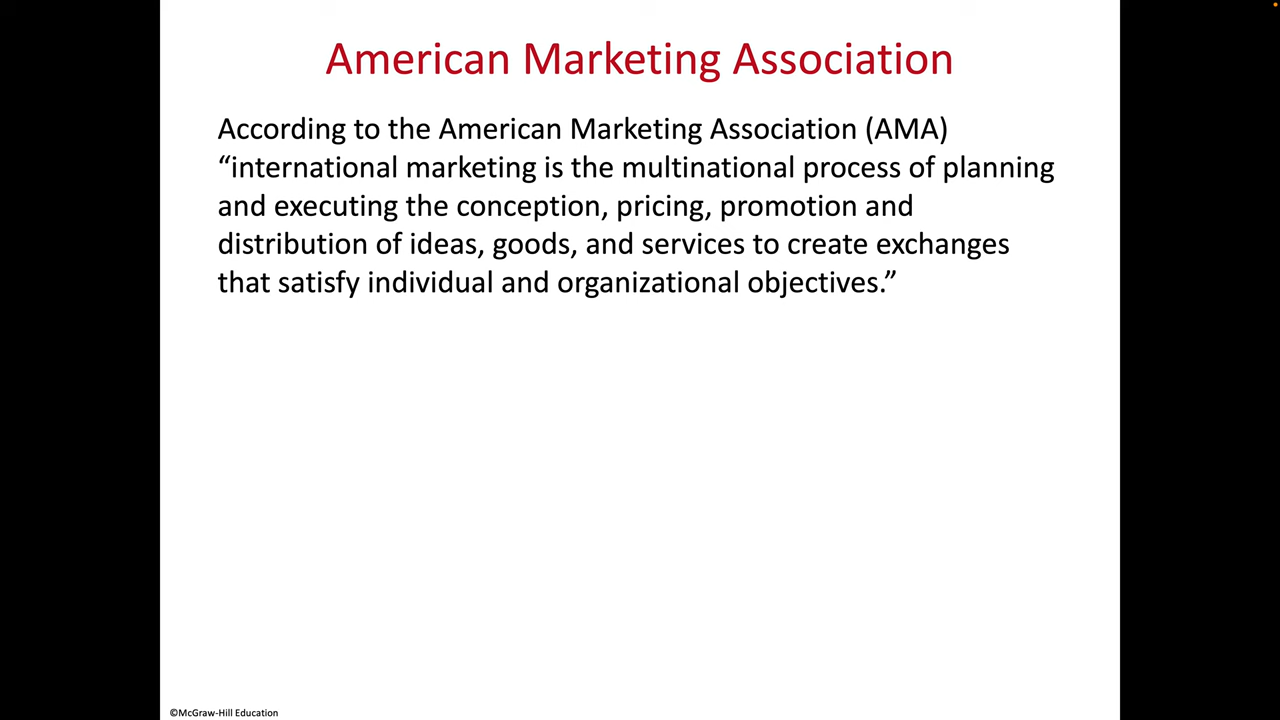 American Marketing Association
According to the American Marketing Association (AMA)
“international marketing is the multinational process of planning
and executing the conception, pricing, promotion and
distribution of ideas, goods, and services to create exchanges
that satisfy individual and organizational objectives.”
©McGraw-Hill Education